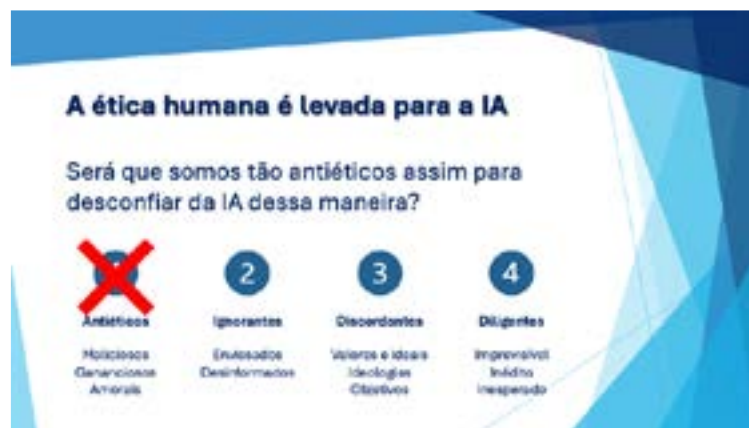 A ética humana é levada para a IA
Será que somos tão antiéticos assim para
desconfiar da IA dessa maneira?
2 3 4
Antiéticos Ignorantes Discordantes Diligentes
Maliciosos Enviesados Valores e ideais Imprevisível
Gananciosos Desinformados Ideologias Inédito
Amorais Objetivos Inesperado